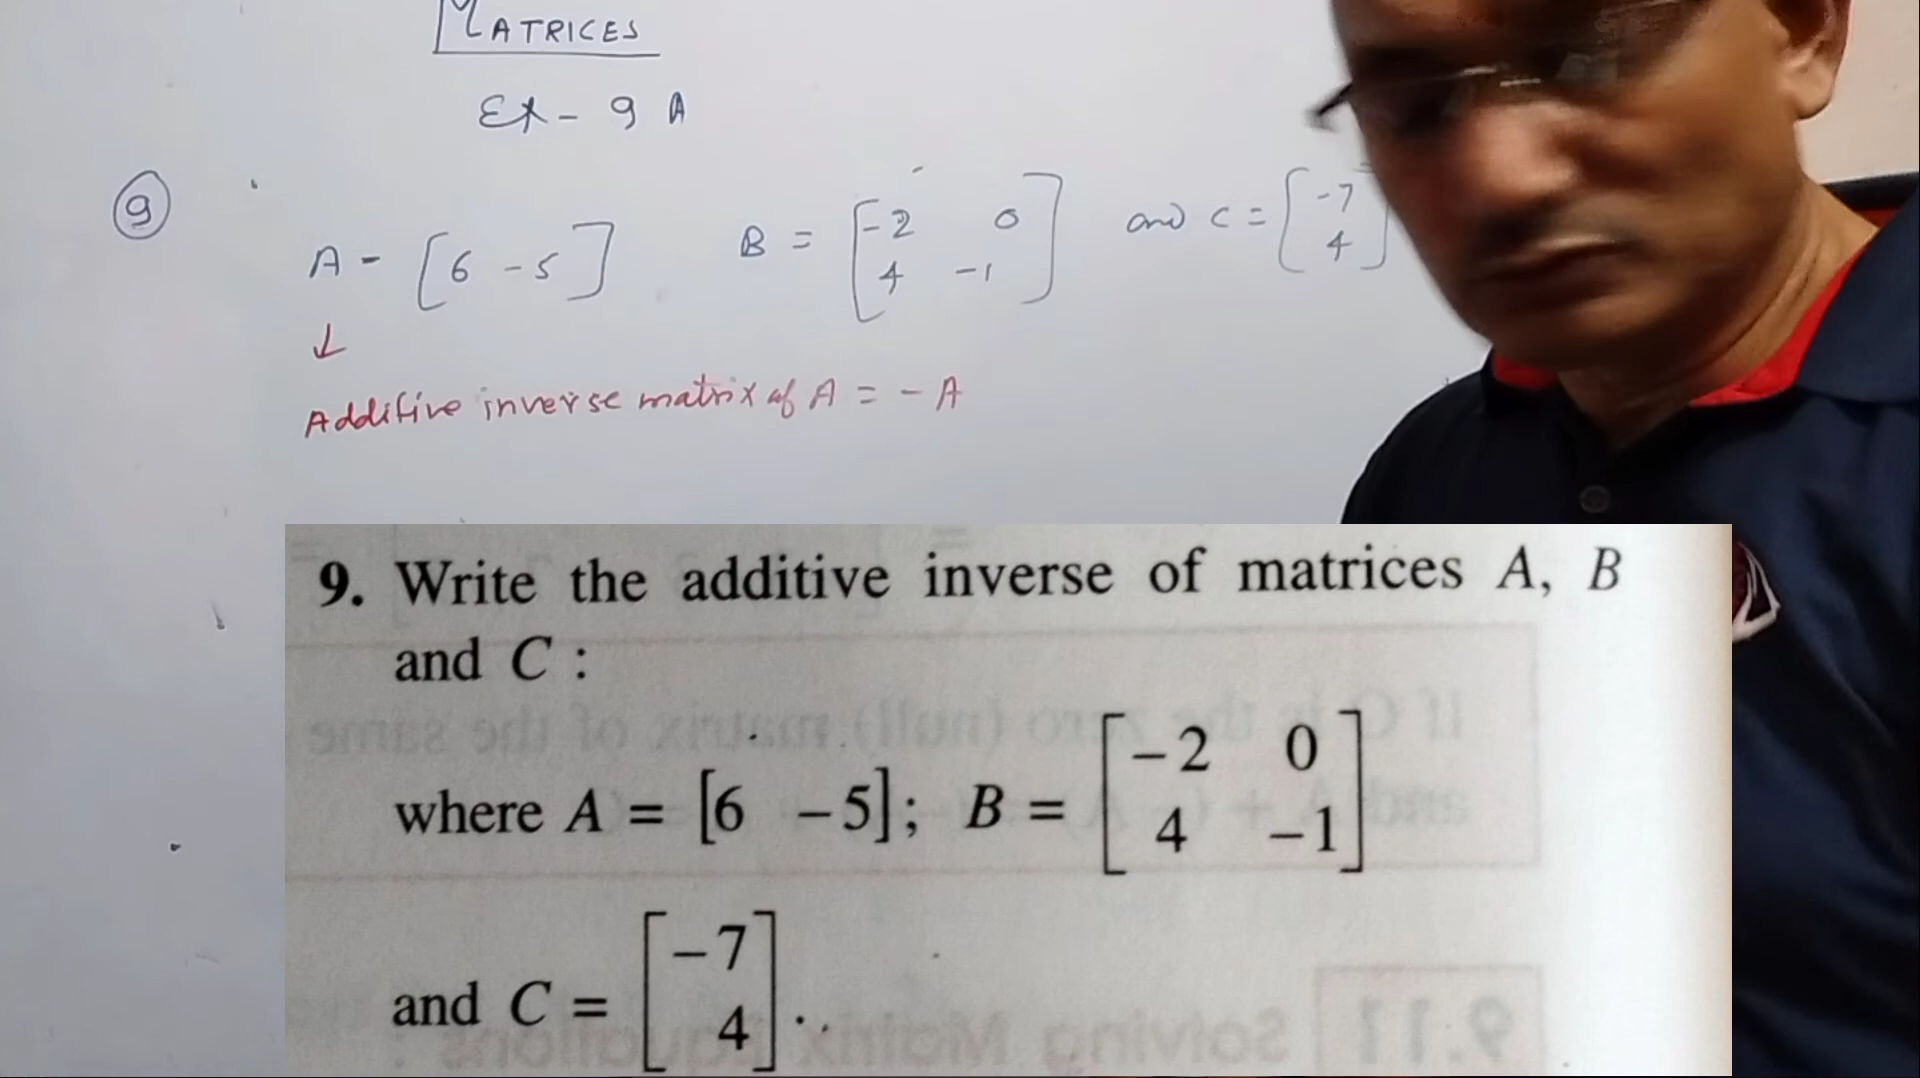 MATRICES
Ex - 9 A
9
A = [6 -5] B = [-2 0 4 -1] and C = [-7 4]
↓
Additive inverse matrix of A = - A
9. Write the additive inverse of matrices A, B
and C :
where A = [6 -5]; B = [-2 0 4 -1]
and C = [-7 4].